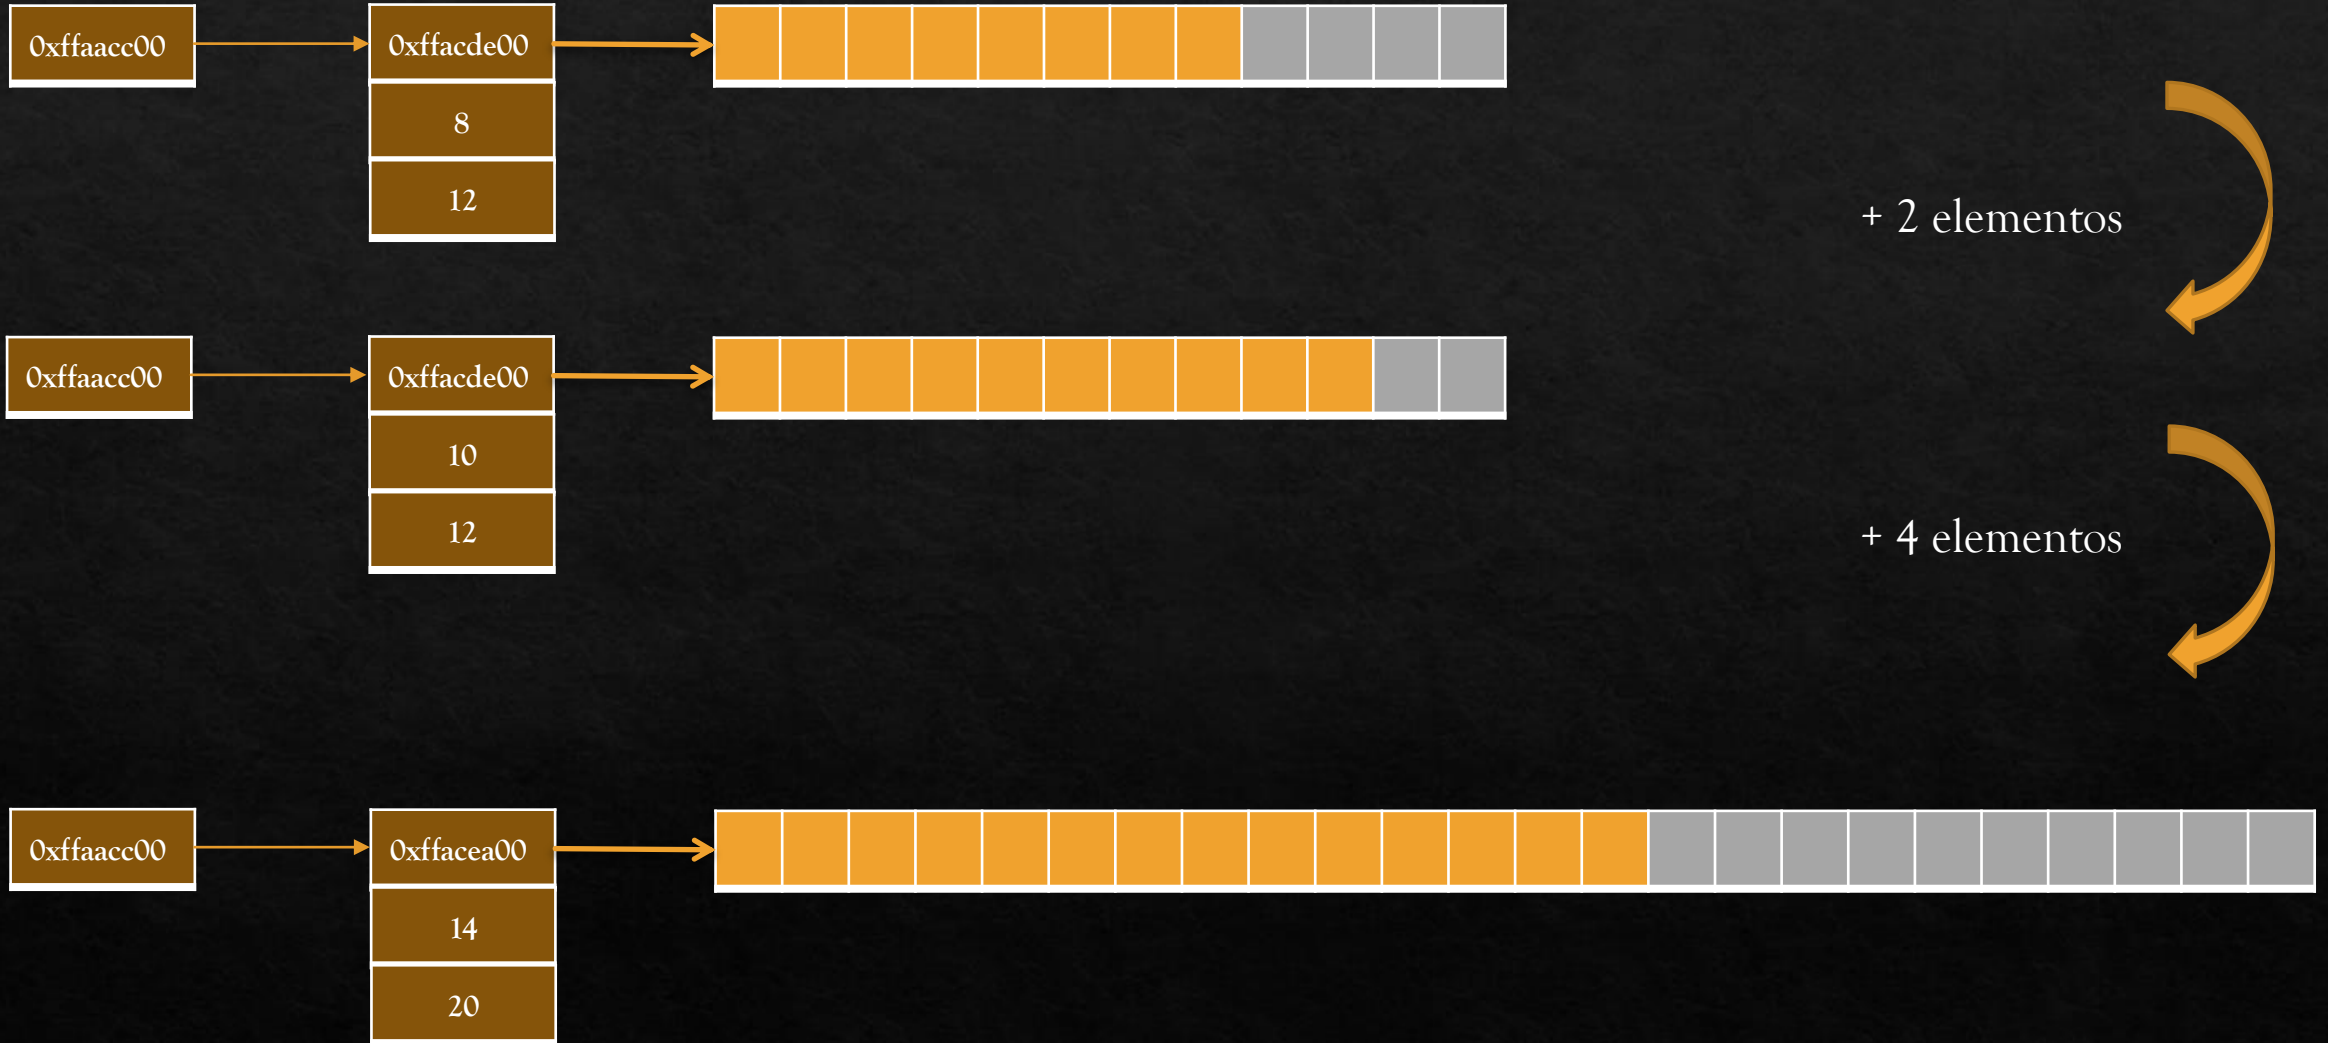 0xffaacc00
0xffacde00
8
12
+ 2 elementos
0xffaacc00
0xffacde00
10
12
+ 4 elementos
0xffaacc00
0xffacea00
14
20